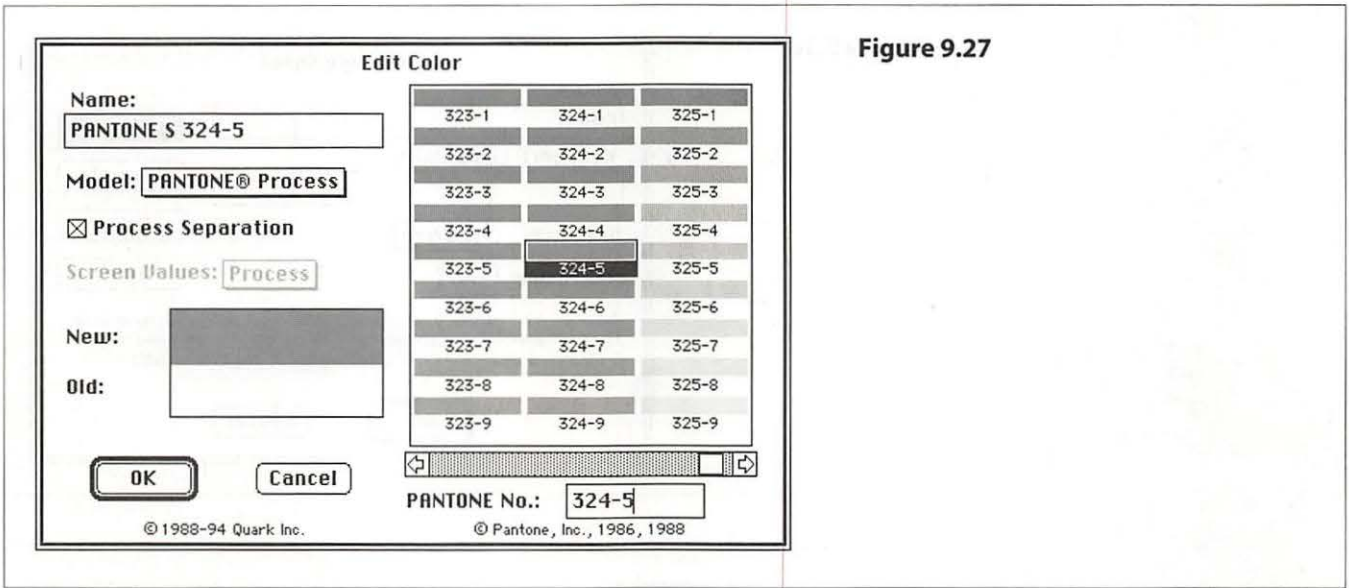 Figure 9.27
Edit Color
Name:
PANTONE S 324-5
Model: PANTONE® Process
Process Separation
Screen Values: Process
New:
Old:
OK
Cancel
© 1988-94 Quark Inc.
323-1 324-1 325-1
323-2 324-2 325-2
323-3 324-3 325-3
323-4 324-4 325-4
323-5 324-5 325-5
323-6 324-6 325-6
323-7 324-7 325-7
323-8 324-8 325-8
323-9 324-9 325-9
PANTONE No.: 324-5
© Pantone, Inc., 1986, 1988